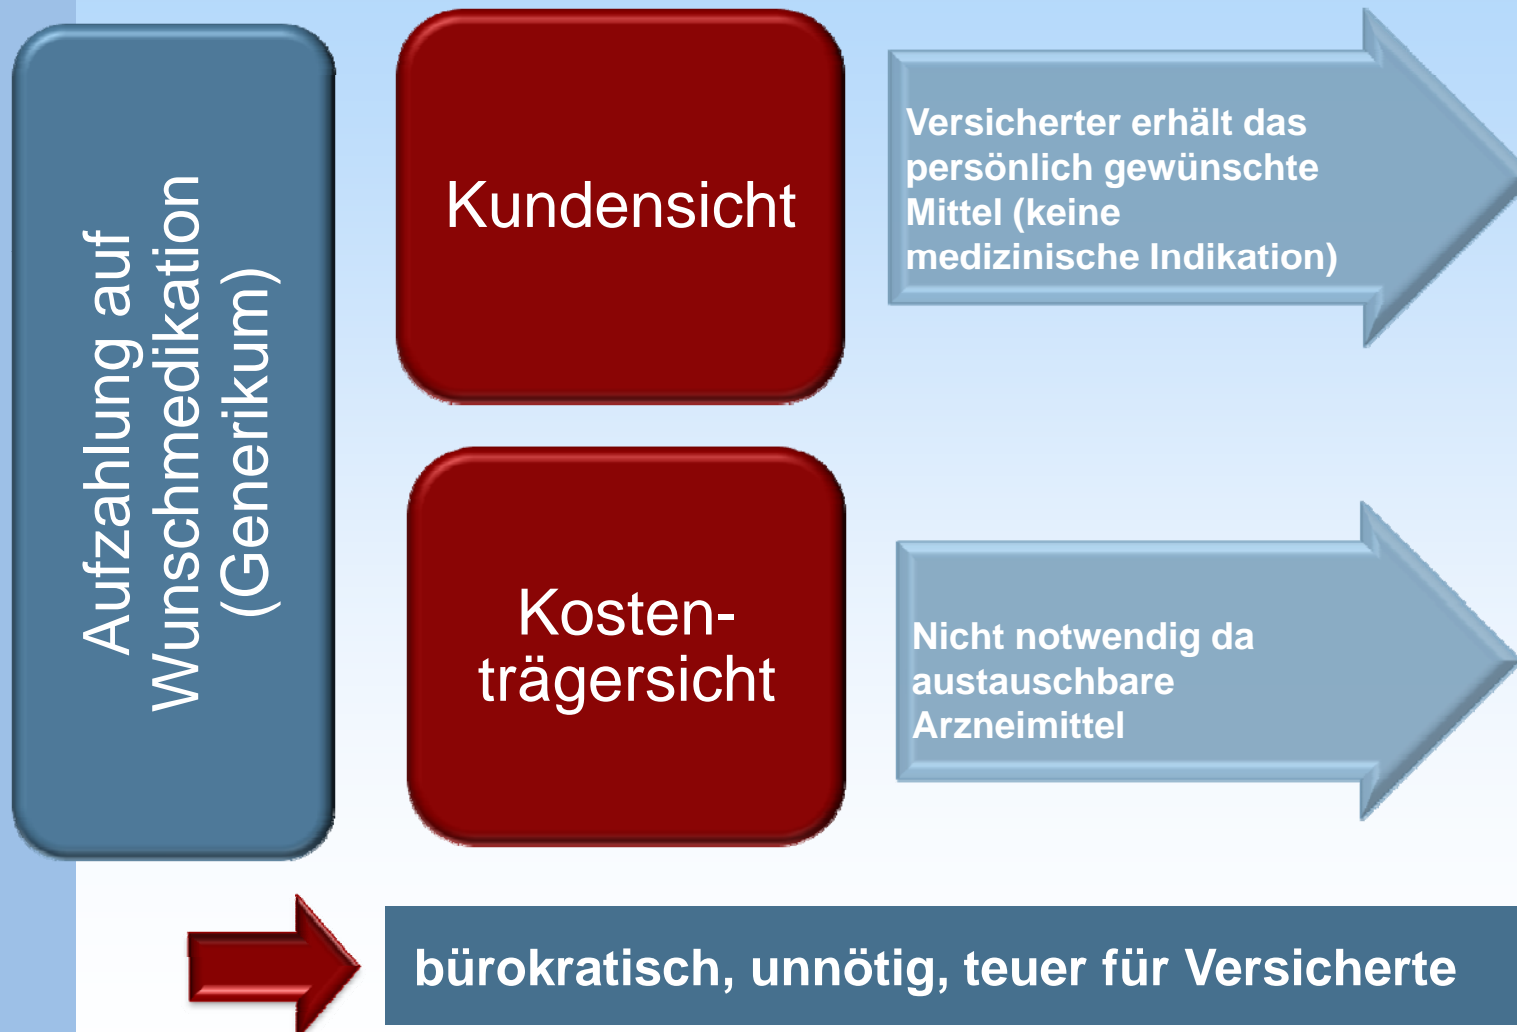 Aufzahlung auf
Wunschmedikation
(Generikum)
Kundensicht
Versicherter erhält das
persönlich gewünschte
Mittel (keine
medizinische Indikation)
Kosten-
trägersicht
Nicht notwendig da
austauschbare
Arzneimittel
bürokratisch, unnötig, teuer für Versicherte